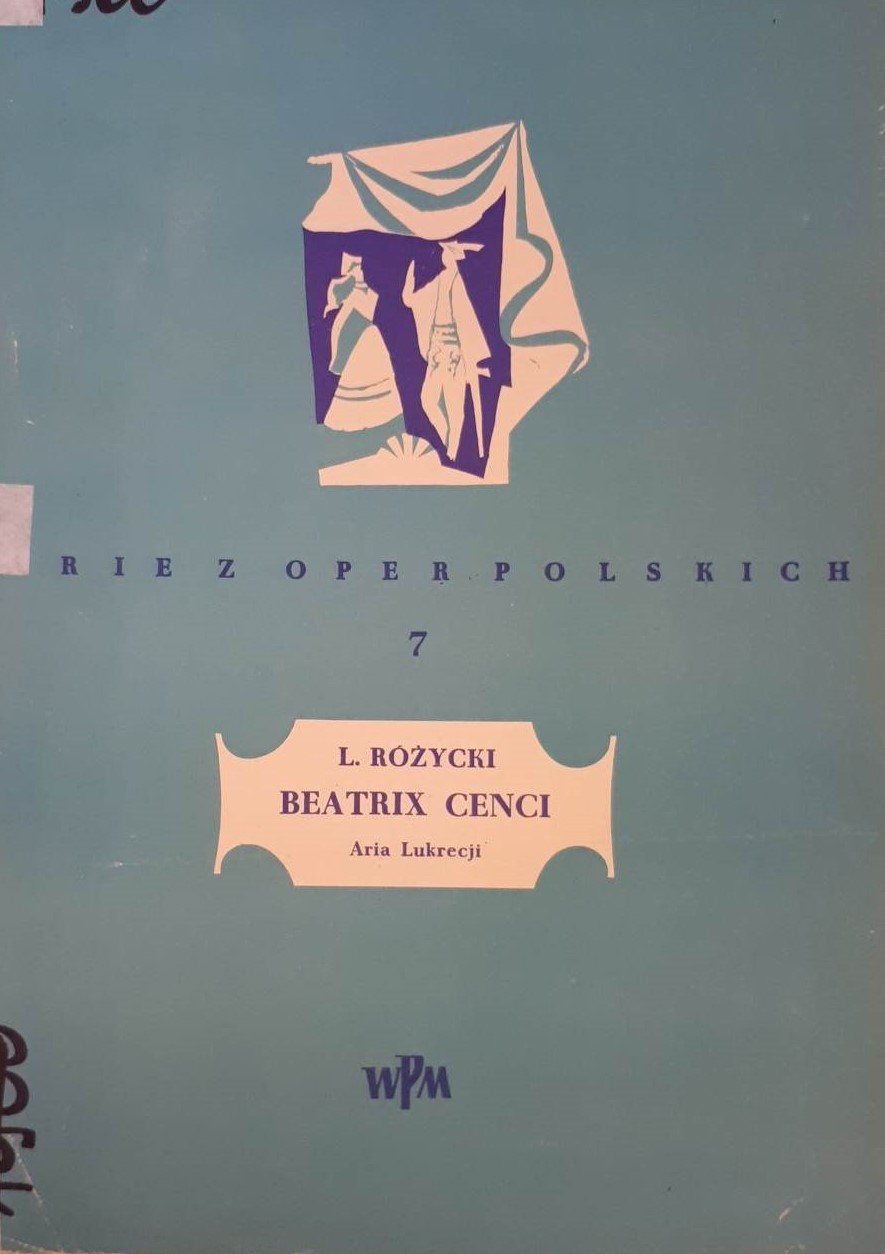 RIE Z OPER POLSKICH
7
L. RÓŻYCKI
BEATRIX CENCI
Aria Lukrecji
WPM